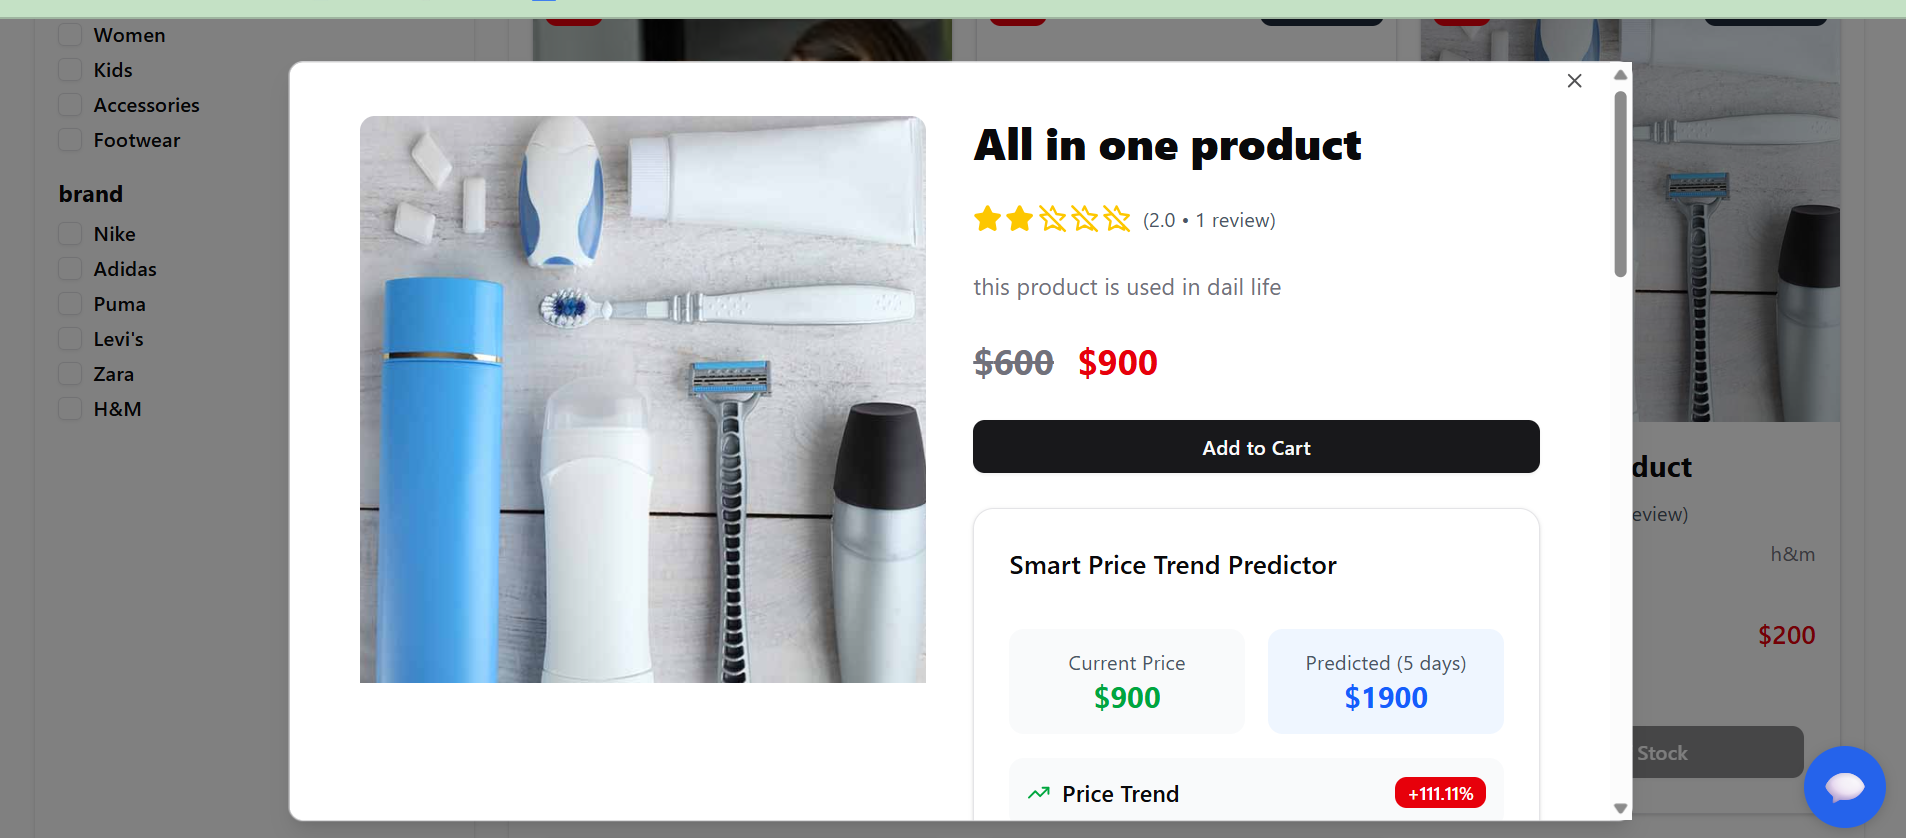 Women
Kids
Accessories
Footwear
brand
Nike
Adidas
Puma
Levi's
Zara
H&M
All in one product
(2.0 • 1 review)
this product is used in dail life
$600 $900
Add to Cart
Smart Price Trend Predictor
Current Price
$900
Predicted (5 days)
$1900
Price Trend
+111.11%
duct
eview)
h&m
$200
Stock